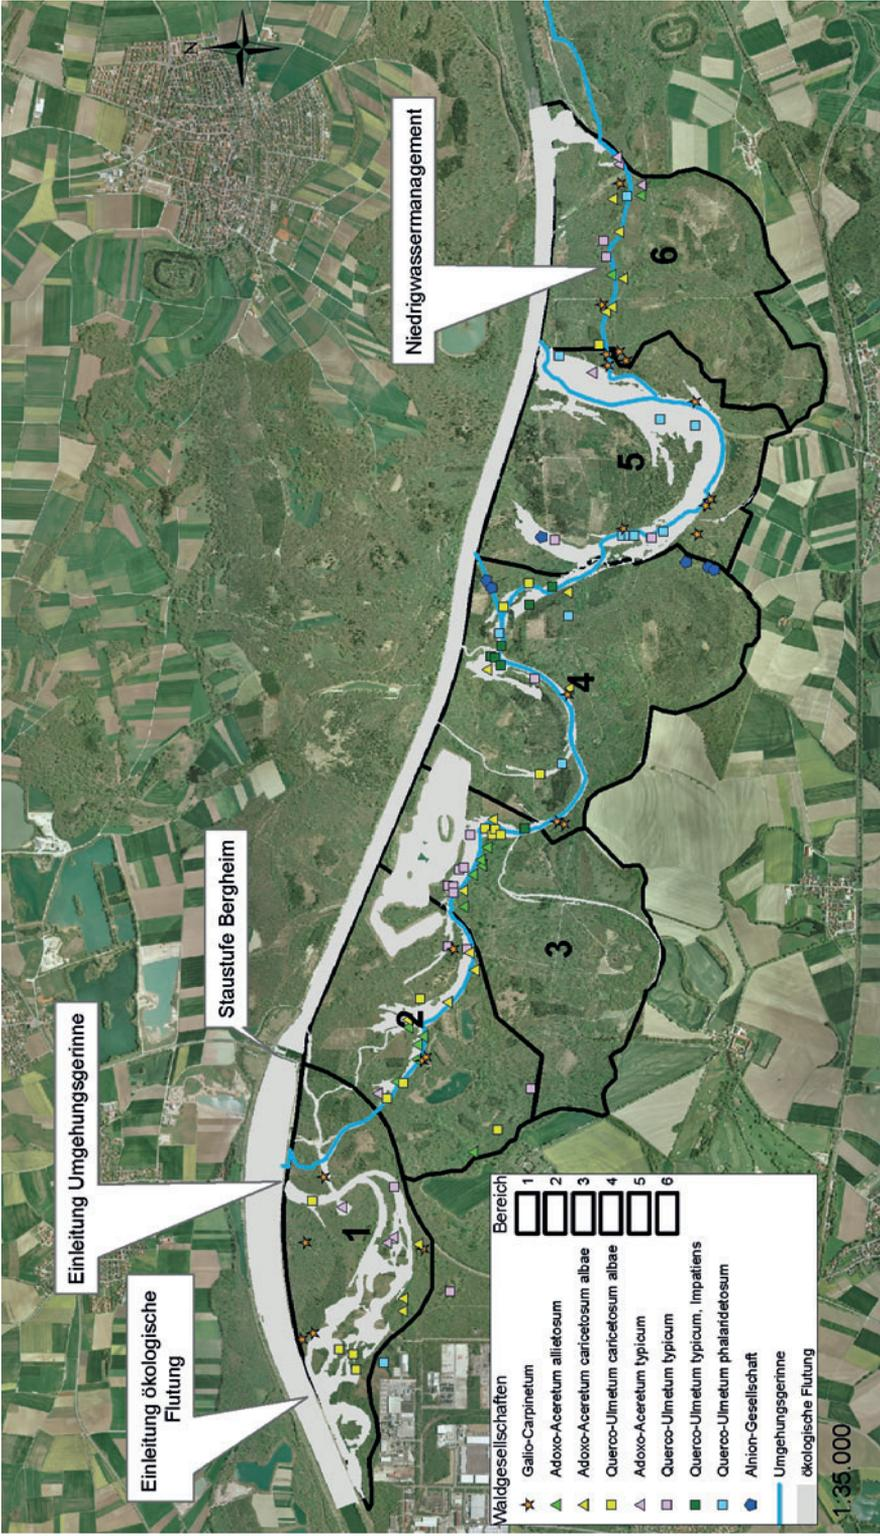 Einleitung ökologische
Flutung
Einleitung Umgehungsgerinne
Staustufe Bergheim
Niedrigwassermanagement
N
1
2
3
4
5
6
Waldgesellschaften
Galio-Carpinetum
Adoxo-Aceretum allietosum
Adoxo-Aceretum caricetosum albae
Querco-Ulmetum caricetosum albae
Adoxo-Aceretum typicum
Querco-Ulmetum typicum
Querco-Ulmetum typicum, Impatiens
Querco-Ulmetum phalaridetosum
Alnion-Gesellschaft
Umgehungsgerinne
ökologische Flutung
Bereich
1
2
3
4
5
6
1:35.000